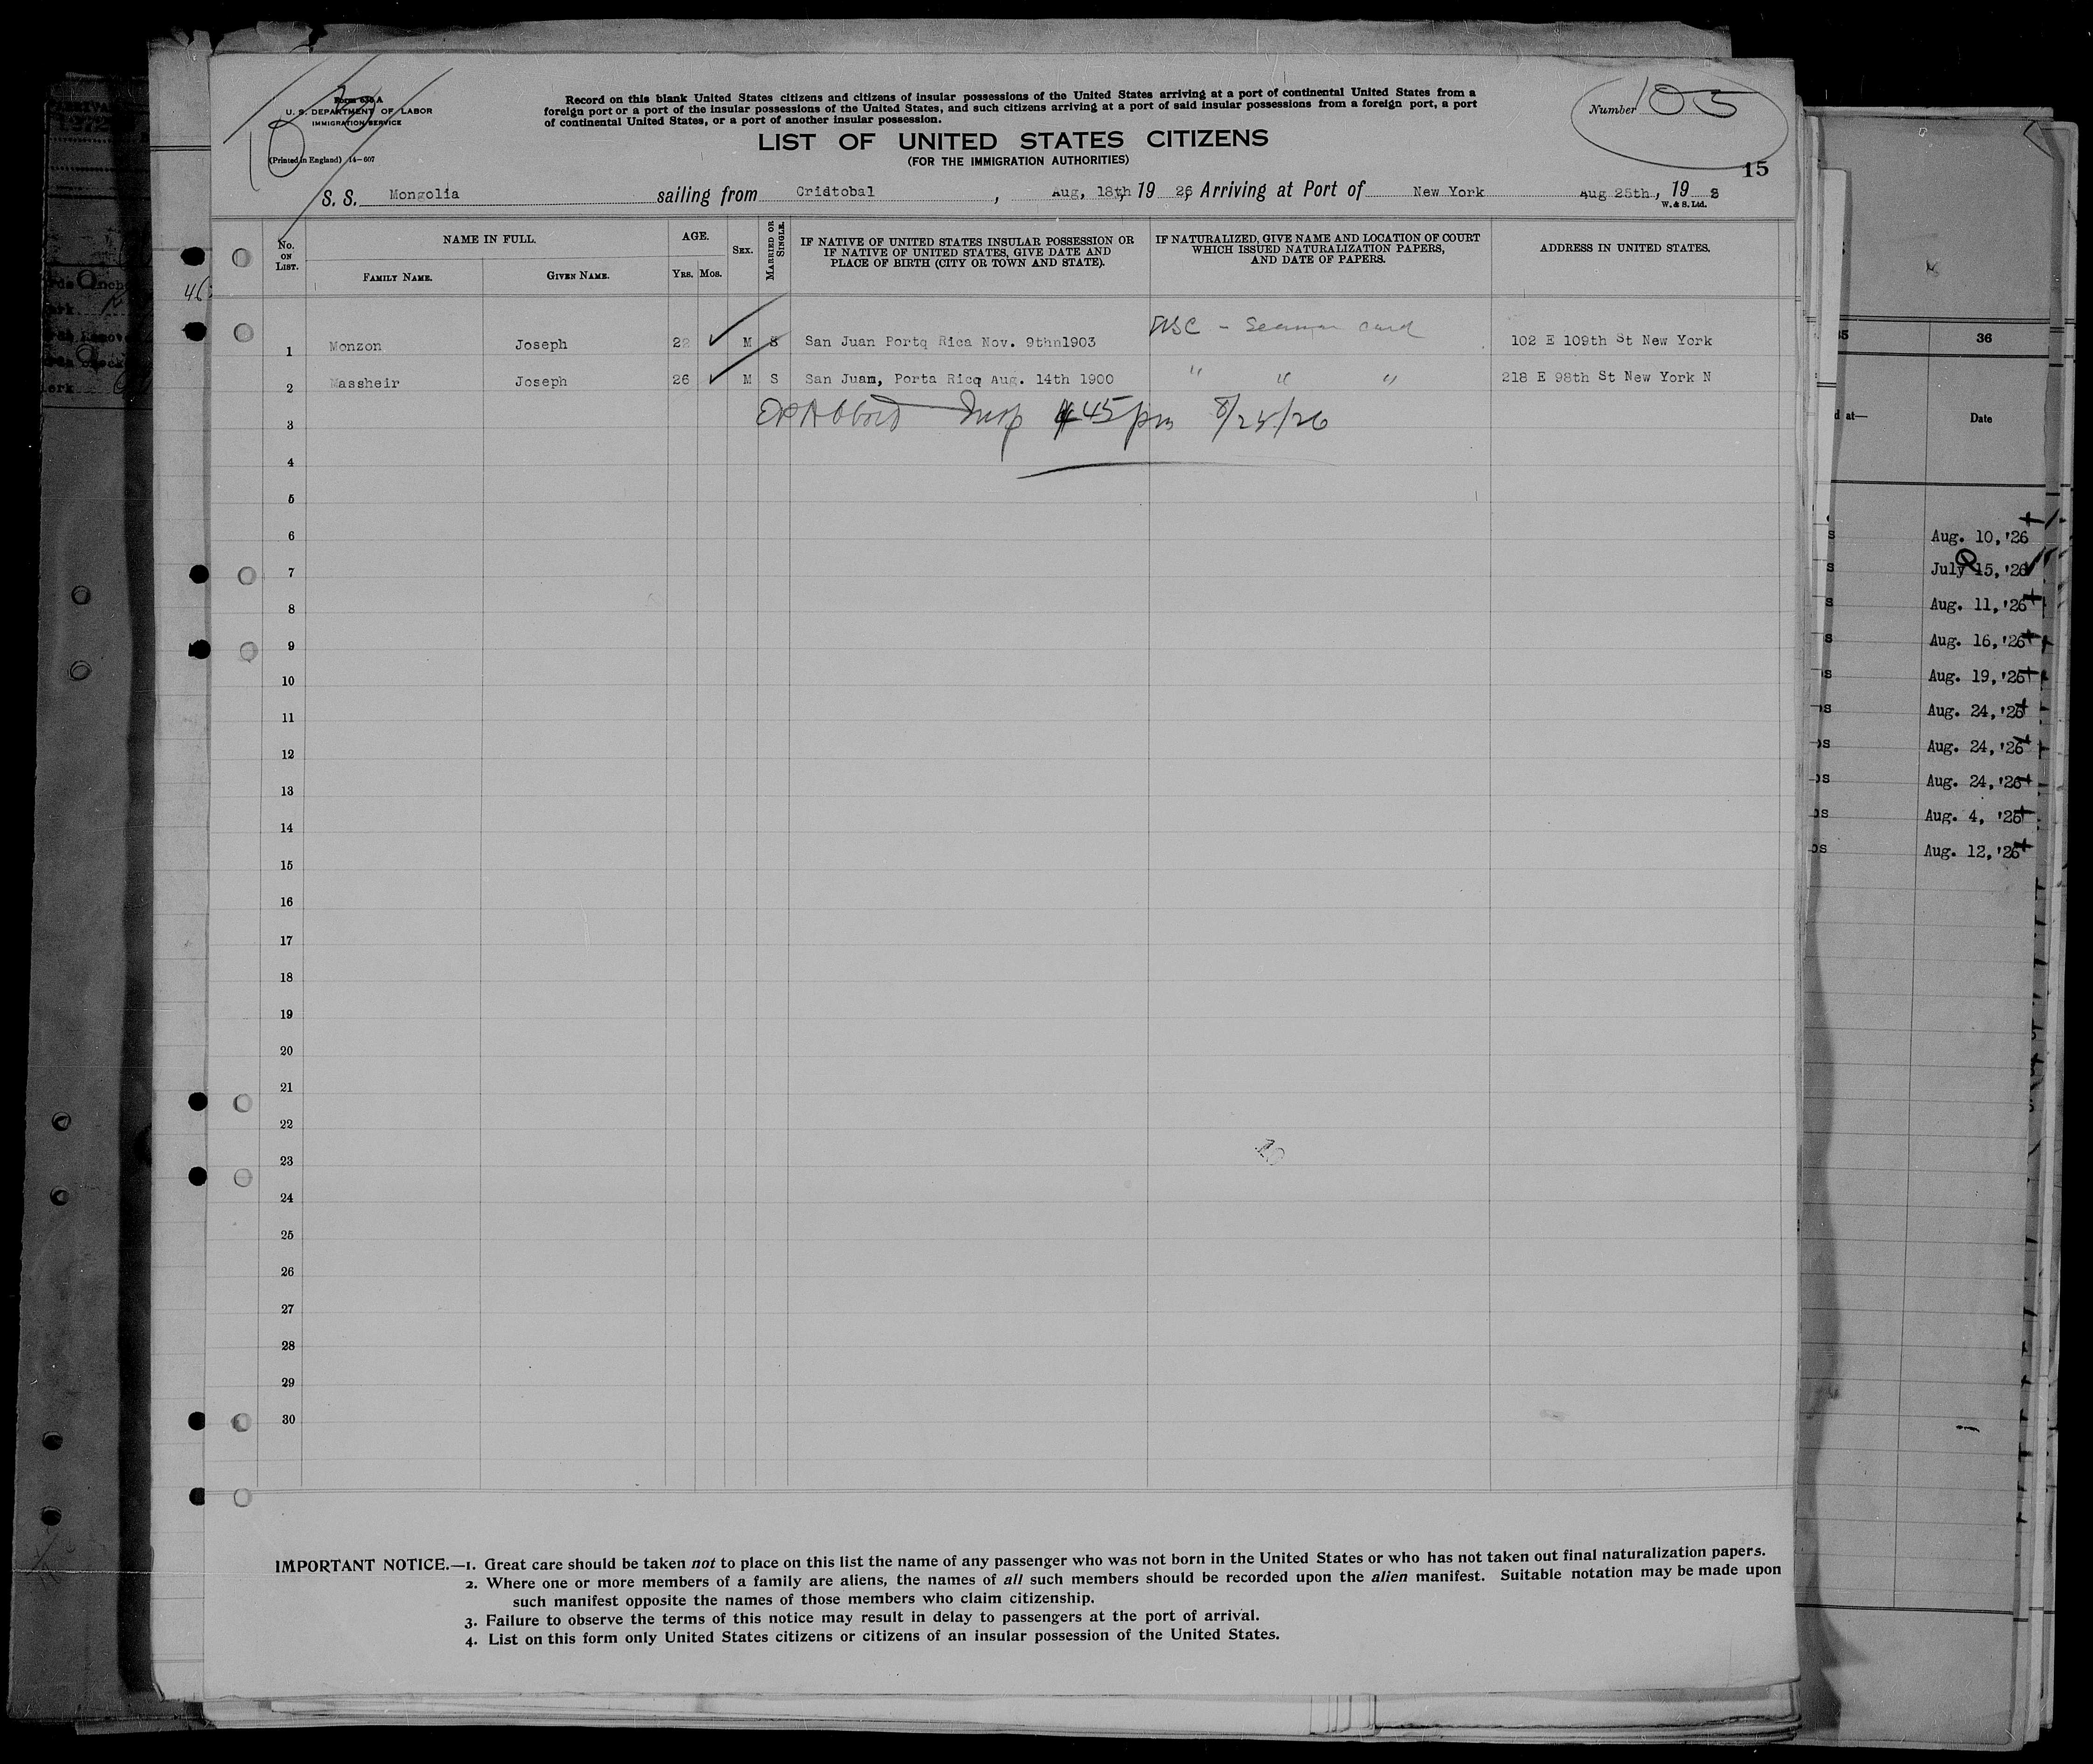 Form 630 A
U. S. DEPARTMENT OF LABOR
IMMIGRATION SERVICE
(Printed in England) 14—607
10
Record on this blank United States citizens and citizens of insular possessions of the United States arriving at a port of continental United States from a
foreign port or a port of the insular possessions of the United States, and such citizens arriving at a port of said insular possessions from a foreign port, a port
of continental United States, or a port of another insular possession.
LIST OF UNITED STATES CITIZENS
(FOR THE IMMIGRATION AUTHORITIES)
Number 105
15
S. S. Mongolia sailing from Cridtobal , Aug, 18th, 19 26, Arriving at Port of New York Aug 25th, 19 S
W. & S. Ltd.
No. ON LIST.
NAME IN FULL.
FAMILY NAME.
GIVEN NAME.
AGE.
YRS. MOS.
SEX.
MARRIED OR SINGLE.
IF NATIVE OF UNITED STATES INSULAR POSSESSION OR
IF NATIVE OF UNITED STATES, GIVE DATE AND
PLACE OF BIRTH (CITY OR TOWN AND STATE).
IF NATURALIZED, GIVE NAME AND LOCATION OF COURT
WHICH ISSUED NATURALIZATION PAPERS,
AND DATE OF PAPERS.
ADDRESS IN UNITED STATES.
46
USC - Seaman card
1 Monzon Joseph 22 M S San Juan Portq Rica Nov. 9thn1903 102 E 109th St New York
2 Massheir Joseph 26 M S San Juan, Porta Ricq Aug. 14th 1900 " " " 218 E 98th St New York N
3 Insp 445 pm 8/25/26
4
5
6
7
8
9
10
11
12
13
14
15
16
17
18
19
20
21
22
23
24
25
26
27
28
29
30
IMPORTANT NOTICE.—1. Great care should be taken not to place on this list the name of any passenger who was not born in the United States or who has not taken out final naturalization papers.
2. Where one or more members of a family are aliens, the names of all such members should be recorded upon the alien manifest. Suitable notation may be made upon
such manifest opposite the names of those members who claim citizenship.
3. Failure to observe the terms of this notice may result in delay to passengers at the port of arrival.
4. List on this form only United States citizens or citizens of an insular possession of the United States.
36
d at—
Date
Aug. 10, '26
July 15, '26
Aug. 11, '26
Aug. 16, '26
Aug. 19, '26
Aug. 24, '26
Aug. 24, '26
Aug. 24, '26
Aug. 4, '26
Aug. 12, '26